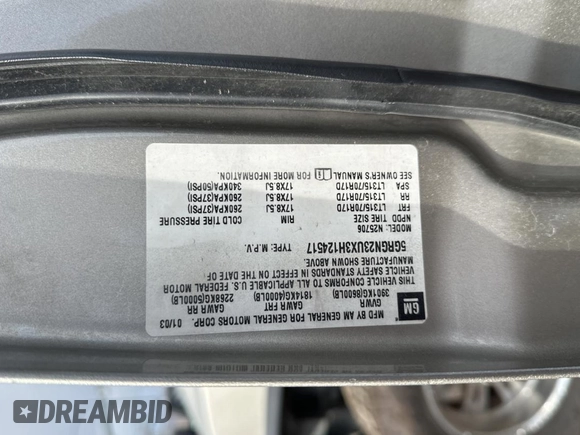 GM
MFD BY AM GENERAL FOR GENERAL MOTORS CORP. 01/03
GVWR GAWR FRT GAWR RR
3901KG(8600LB) 1814KG(4000LB) 2268KG(5000LB)
THIS VEHICLE CONFORMS TO ALL APPLICABLE U.S. FEDERAL MOTOR
VEHICLE SAFETY STANDARDS IN EFFECT ON THE DATE OF
MANUFACTURE SHOWN ABOVE.
5GRGN23UX3H124517 TYPE: M.P.V.
NPDO N25706
TIRE SIZE RIM COLD TIRE PRESSURE
FRT LT315/70R17D 17X8.5J 260KPA(37PSI)
RR LT315/70R17D 17X8.5J 260KPA(37PSI)
SPA LT315/70R17D 17X8.5J 340KPA(50PSI)
SEE OWNER'S MANUAL FOR MORE INFORMATION.
DREAMBID